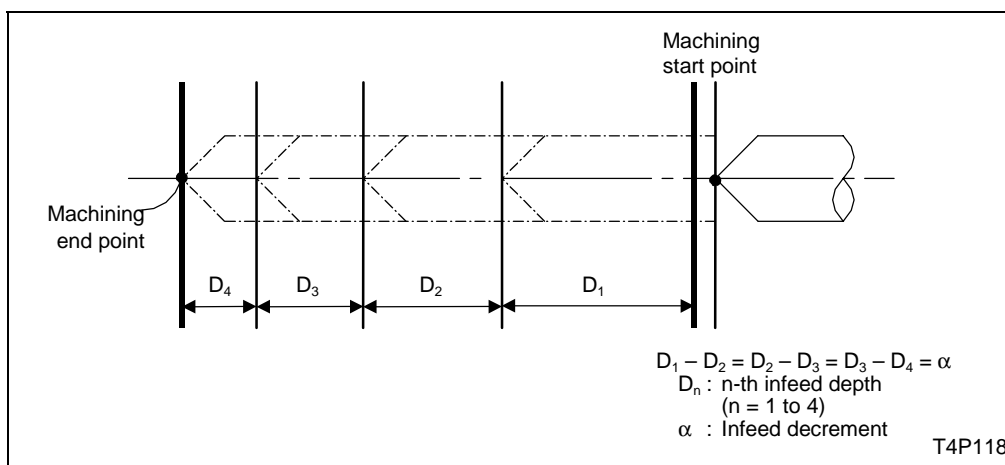 Machining
start point
Machining
end point
D₄
D₃
D₂
D₁
D₁ – D₂ = D₂ – D₃ = D₃ – D₄ = α
Dₙ : n-th infeed depth
(n = 1 to 4)
α : Infeed decrement
T4P118